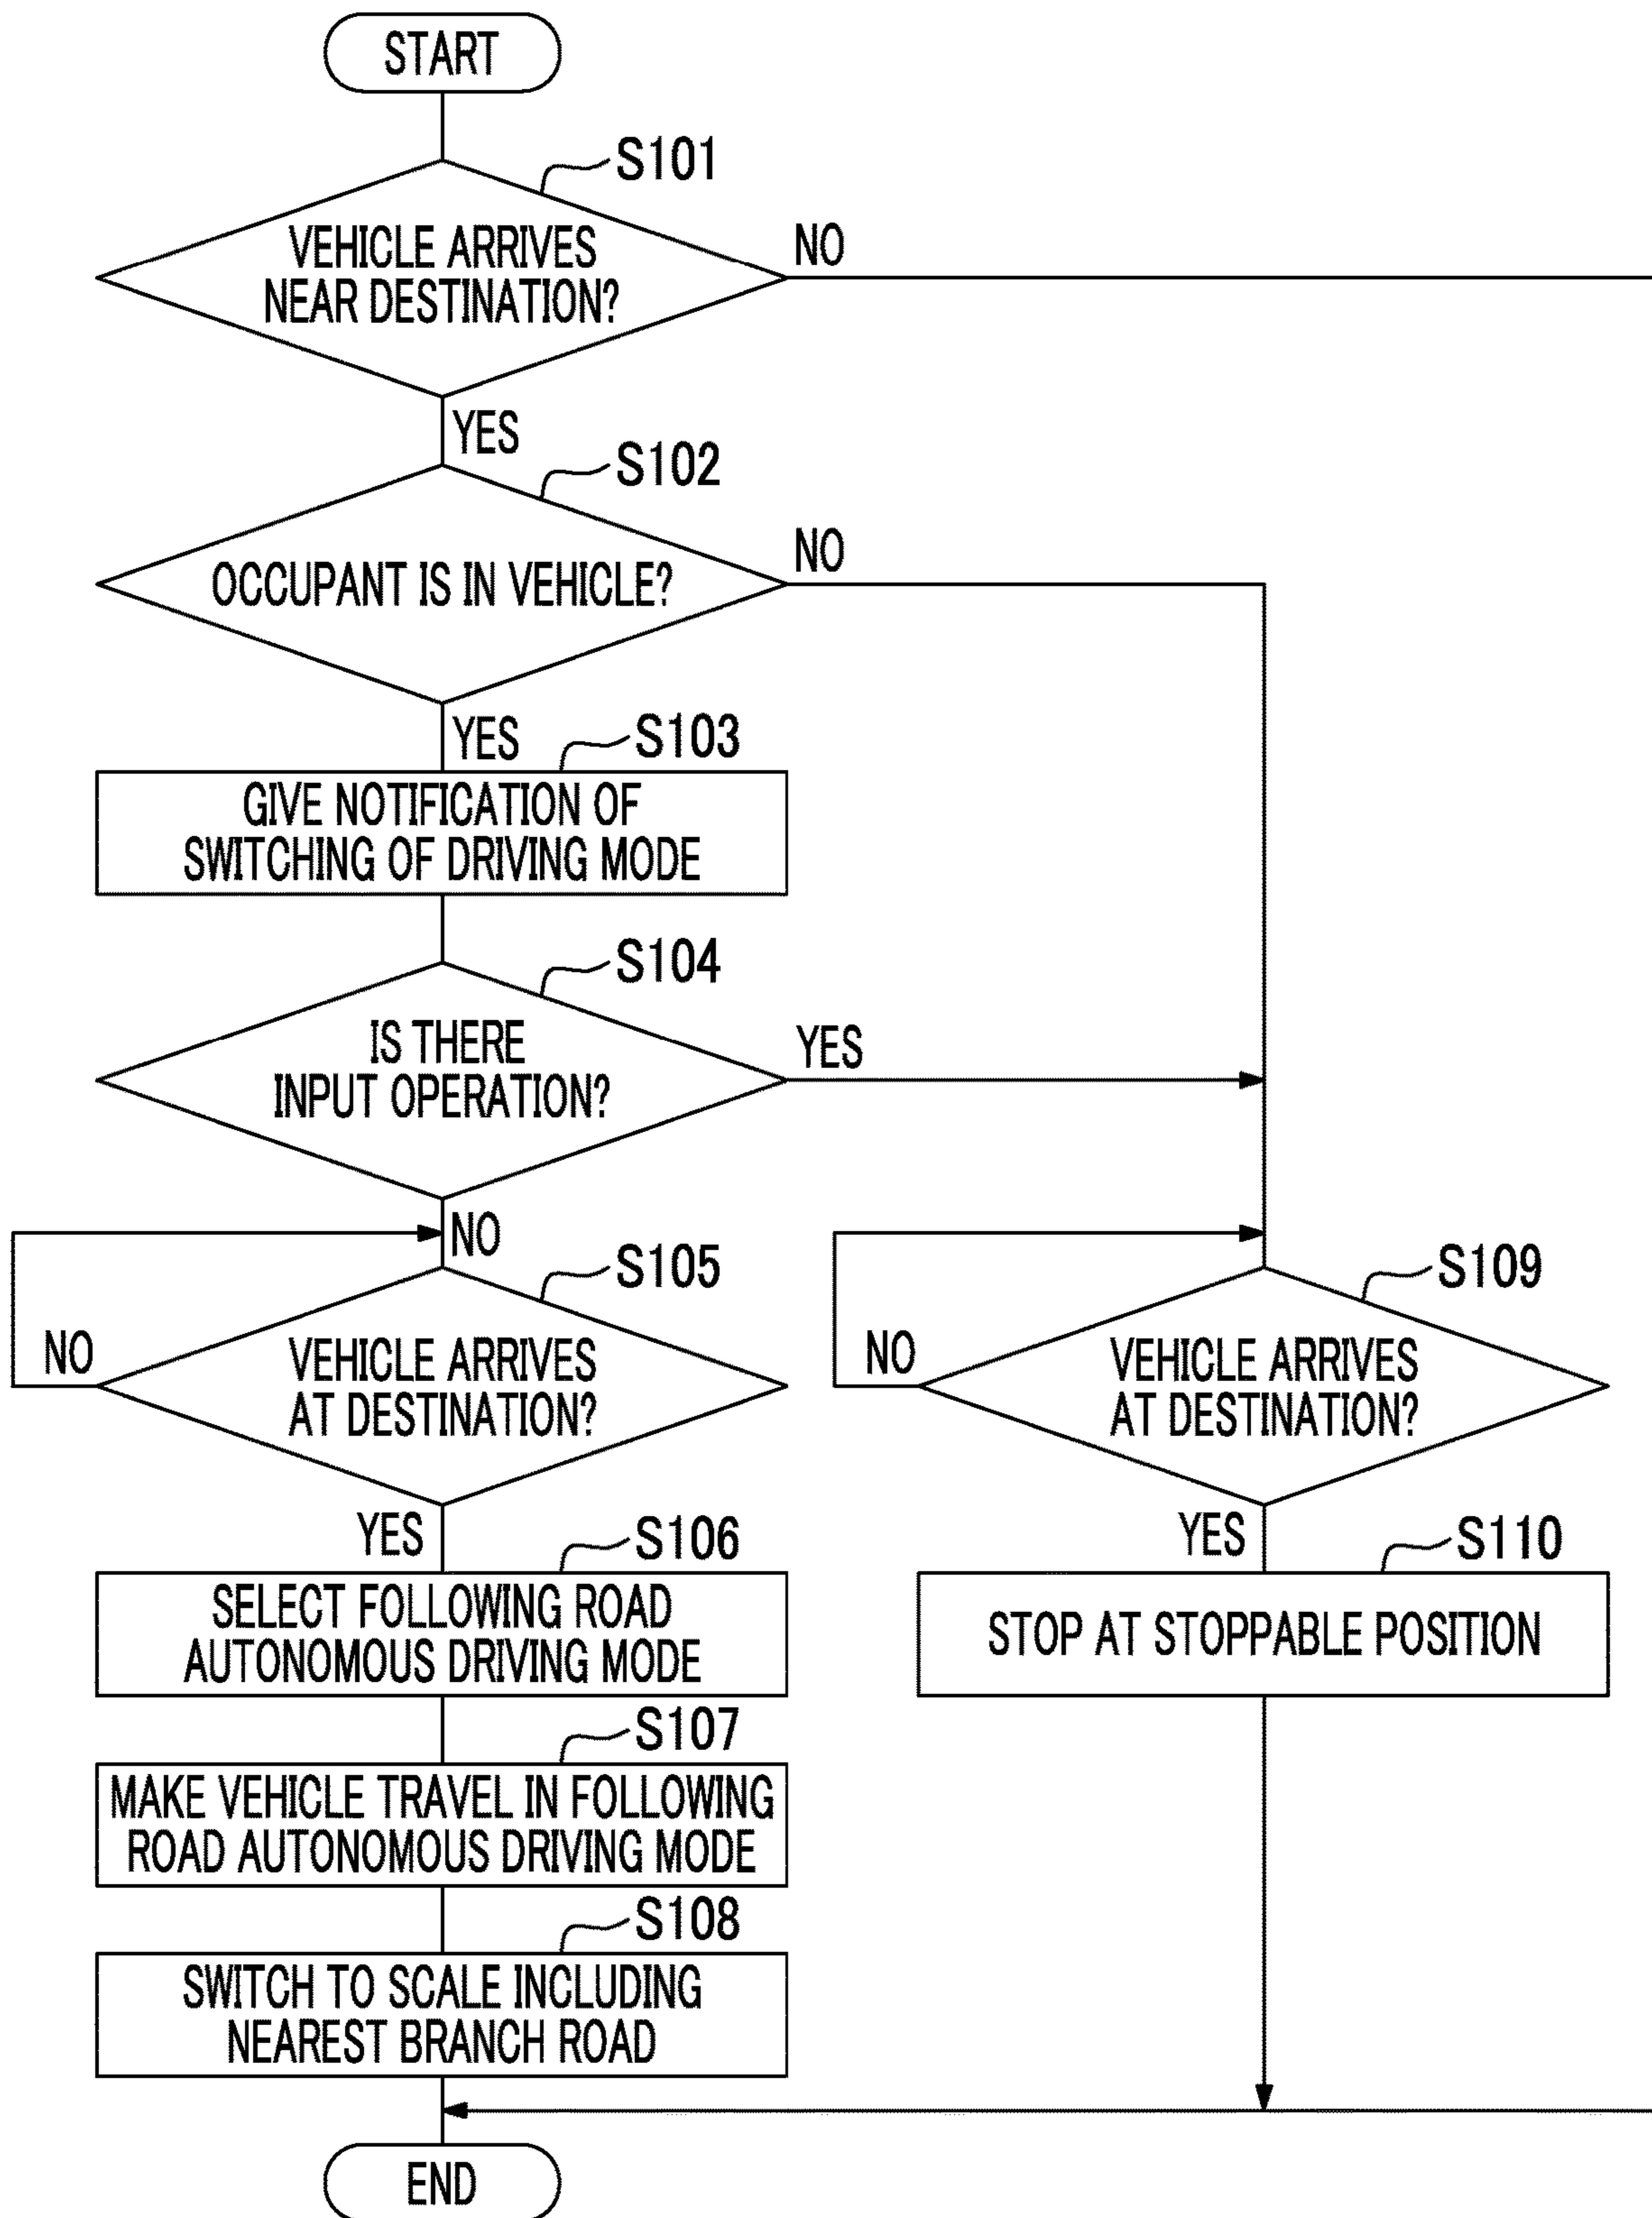 START
S101
VEHICLE ARRIVES
NEAR DESTINATION?
NO
YES
S102
OCCUPANT IS IN VEHICLE?
NO
YES
S103
GIVE NOTIFICATION OF
SWITCHING OF DRIVING MODE
S104
IS THERE
INPUT OPERATION?
YES
NO
S105
VEHICLE ARRIVES
AT DESTINATION?
NO
YES
S109
VEHICLE ARRIVES
AT DESTINATION?
NO
YES
S106
SELECT FOLLOWING ROAD
AUTONOMOUS DRIVING MODE
S110
STOP AT STOPPABLE POSITION
S107
MAKE VEHICLE TRAVEL IN FOLLOWING
ROAD AUTONOMOUS DRIVING MODE
S108
SWITCH TO SCALE INCLUDING
NEAREST BRANCH ROAD
END